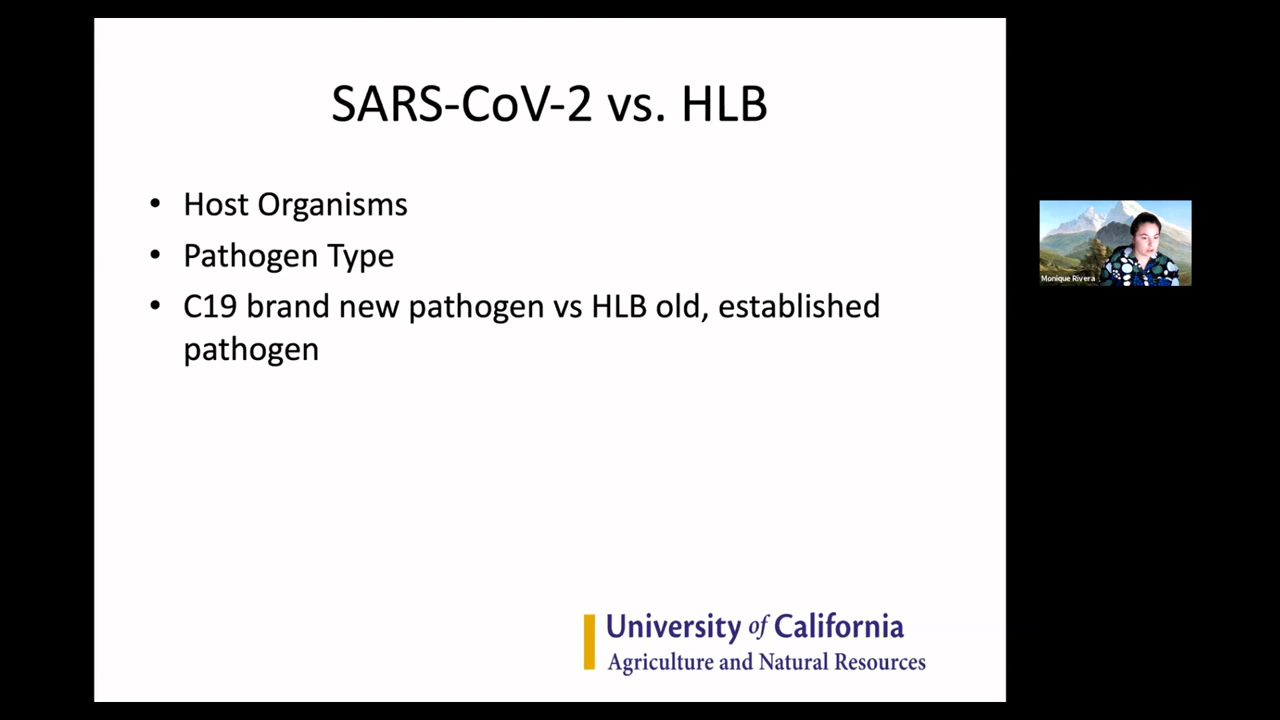 SARS-CoV-2 vs. HLB
• Host Organisms
• Pathogen Type
• C19 brand new pathogen vs HLB old, established
pathogen
Monique Rivera
University of California
Agriculture and Natural Resources